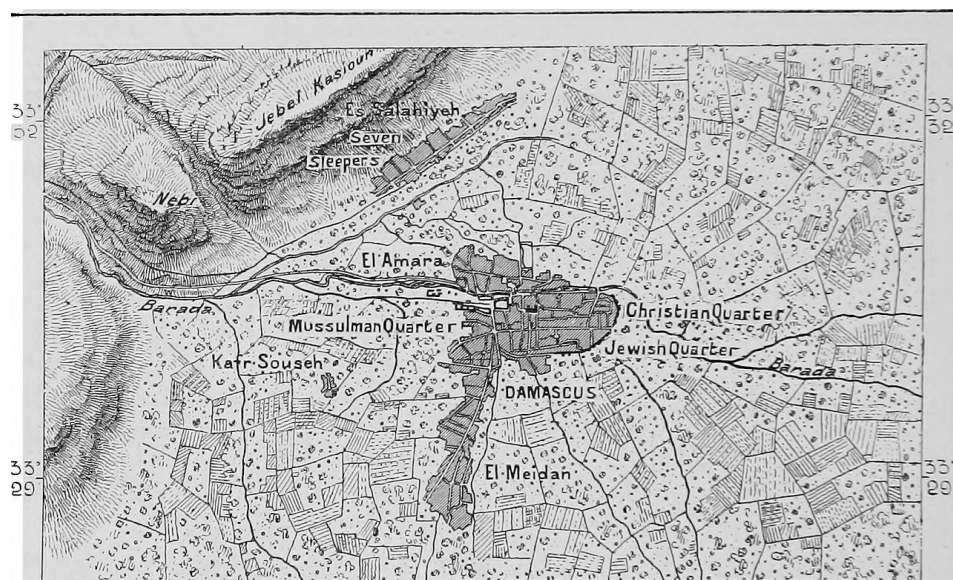 Jebel Kasioun
33°
32
33
32
Es Salahiyeh
Seven
Sleepers
Nebi
El Amara
Barada
Christian Quarter
Mussulman Quarter
Jewish Quarter
Kafr Souseh
Barada
DAMASCUS
33°
29
El Meidan
33°
29